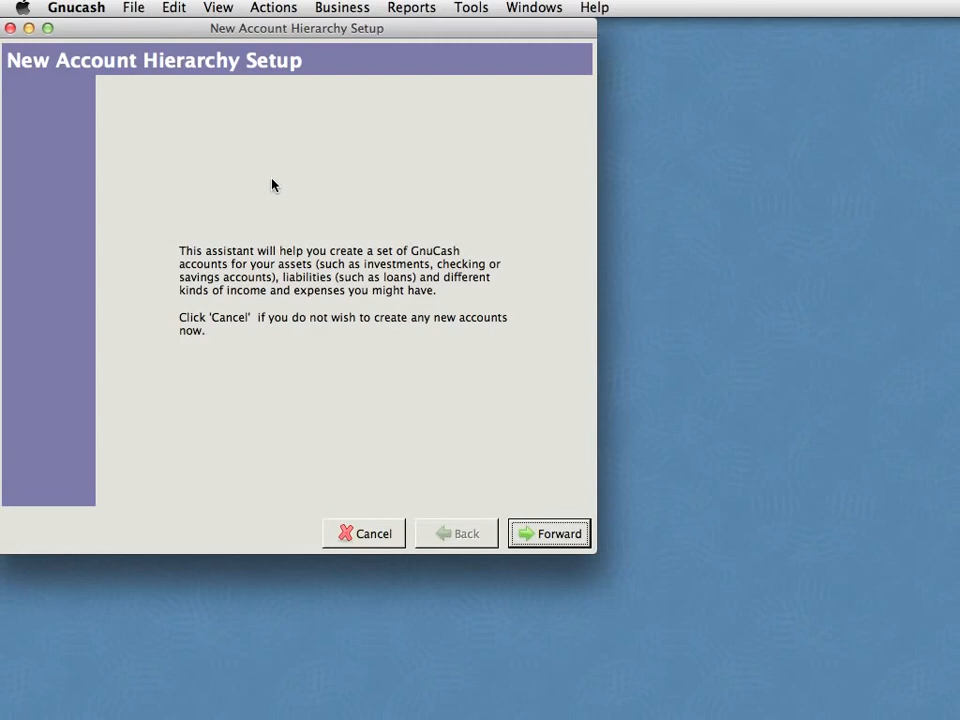 Gnucash File Edit View Actions Business Reports Tools Windows Help
New Account Hierarchy Setup
New Account Hierarchy Setup
This assistant will help you create a set of GnuCash
accounts for your assets (such as investments, checking or
savings accounts), liabilities (such as loans) and different
kinds of income and expenses you might have.
Click 'Cancel'  if you do not wish to create any new accounts
now.
Cancel Back Forward